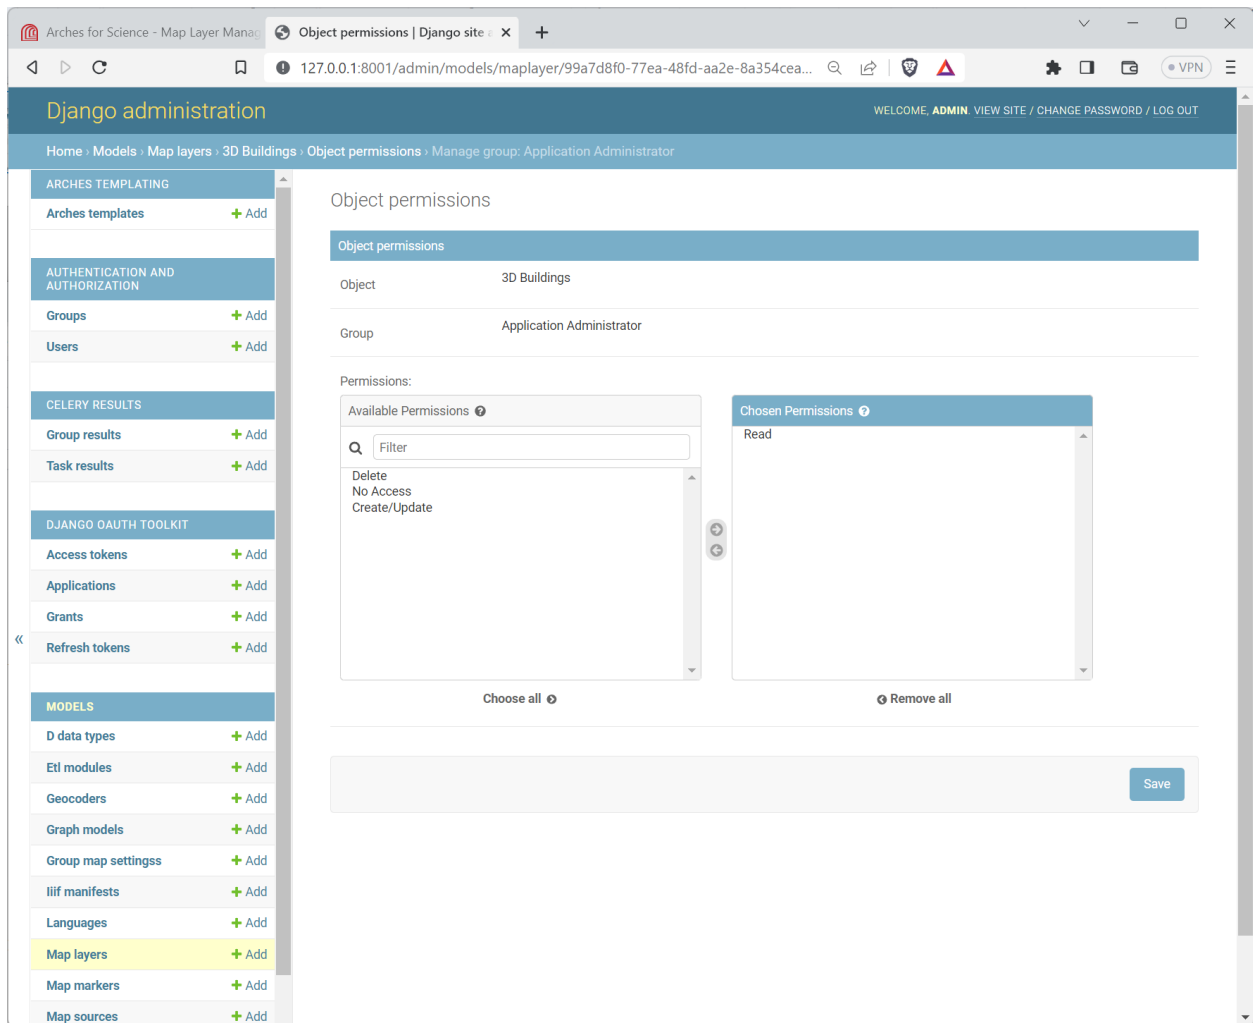 Arches for Science - Map Layer Manag
Object permissions | Django site a
127.0.0.1:8001/admin/models/maplayer/99a7d8f0-77ea-48fd-aa2e-8a354cea...
VPN
Django administration
WELCOME, ADMIN. VIEW SITE / CHANGE PASSWORD / LOG OUT
Home › Models › Map layers › 3D Buildings › Object permissions › Manage group: Application Administrator
ARCHES TEMPLATING
Arches templates + Add
AUTHENTICATION AND
AUTHORIZATION
Groups + Add
Users + Add
CELERY RESULTS
Group results + Add
Task results + Add
DJANGO OAUTH TOOLKIT
Access tokens + Add
Applications + Add
Grants + Add
«
Refresh tokens + Add
MODELS
D data types + Add
Etl modules + Add
Geocoders + Add
Graph models + Add
Group map settingss + Add
Iiif manifests + Add
Languages + Add
Map layers + Add
Map markers + Add
Map sources + Add
Object permissions
Object permissions
Object 3D Buildings
Group Application Administrator
Permissions:
Available Permissions ?
Filter
Delete
No Access
Create/Update
Choose all
Chosen Permissions ?
Read
Remove all
Save